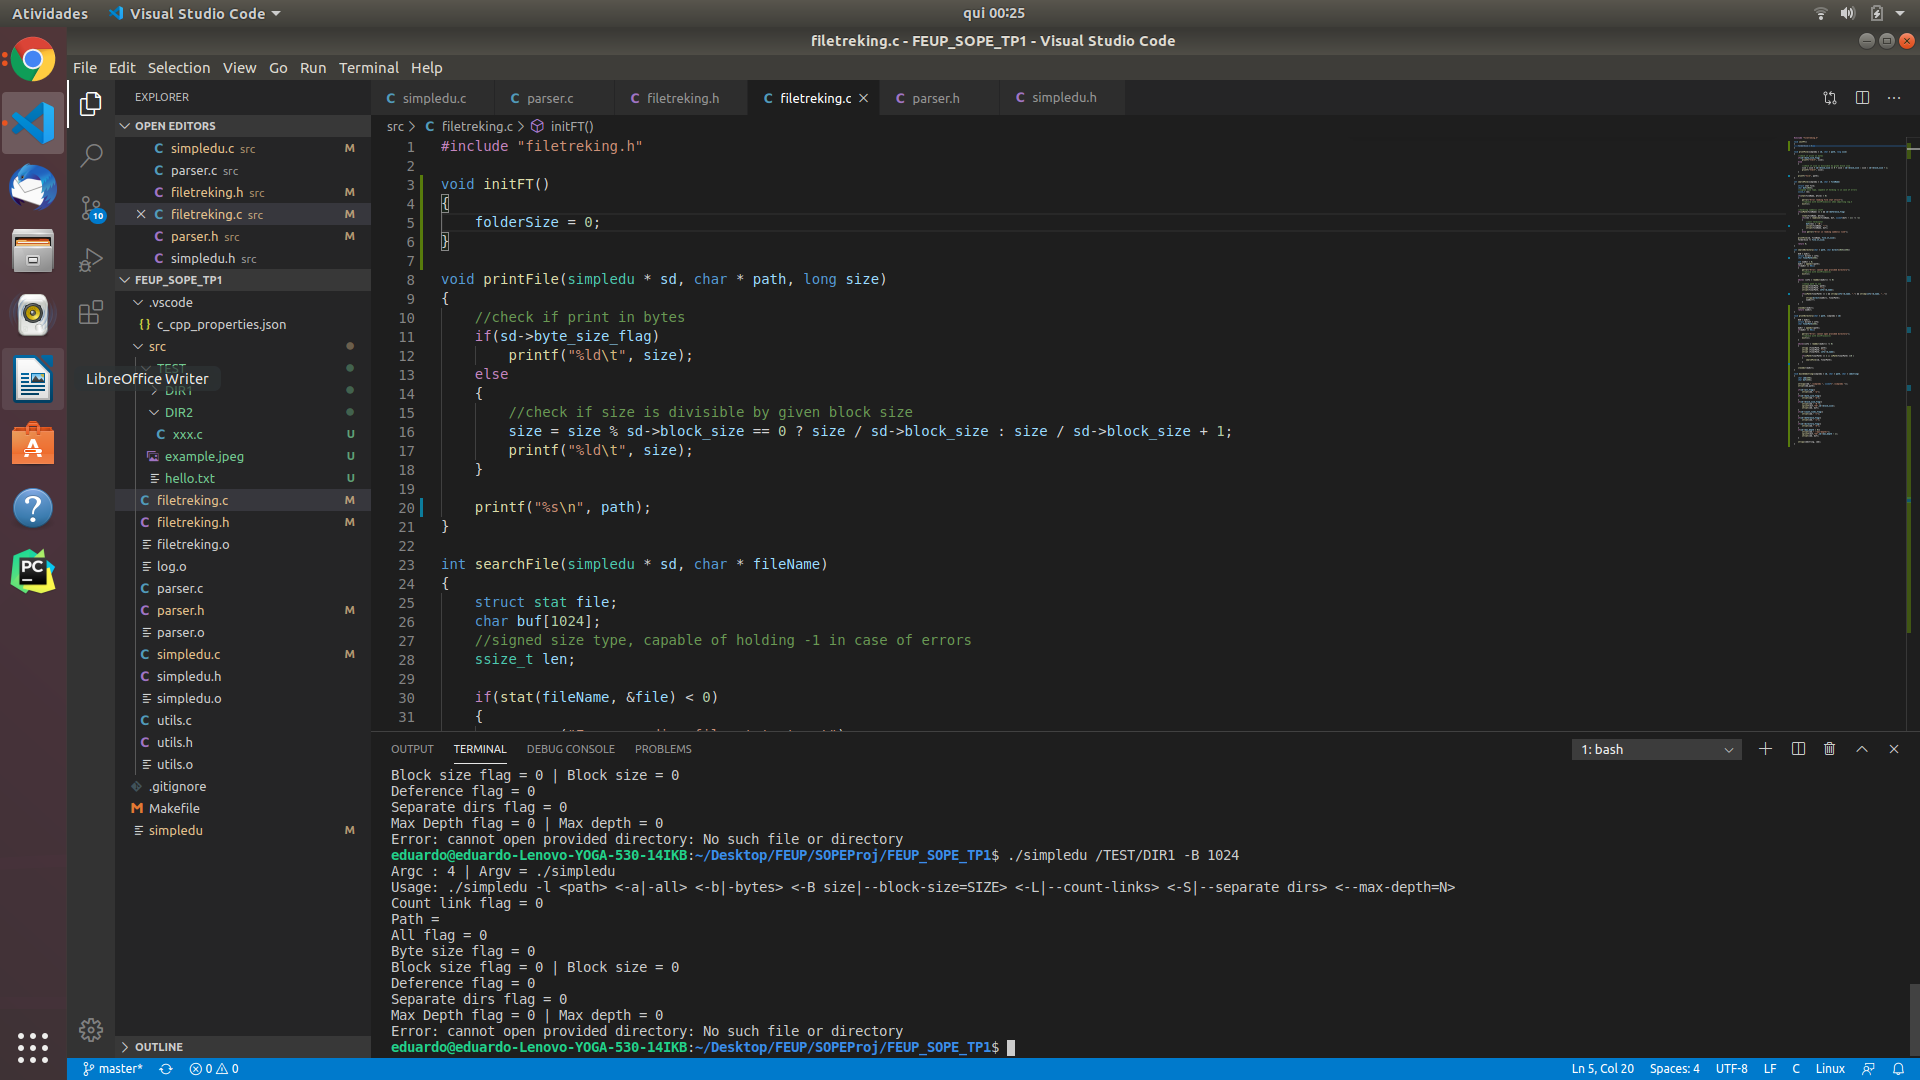 Atividades
Visual Studio Code
qui 00:25
filetreking.c - FEUP_SOPE_TP1 - Visual Studio Code
File Edit Selection View Go Run Terminal Help
EXPLORER
OPEN EDITORS
simpledu.c src M
parser.c src
filetreking.h src M
filetreking.c src M
parser.h src M
simpledu.h src
FEUP_SOPE_TP1
.vscode
{} c_cpp_properties.json
src
TEST
LibreOffice Writer
DIR1
DIR2
xxx.c U
example.jpeg U
hello.txt U
filetreking.c M
filetreking.h M
filetreking.o
log.o
parser.c
parser.h M
parser.o
simpledu.c M
simpledu.h
simpledu.o
utils.c
utils.h
utils.o
.gitignore
Makefile
simpledu M
OUTLINE
10
PC
simpledu.c parser.c filetreking.h filetreking.c parser.h simpledu.h
src > C filetreking.c > initFT()
1 #include "filetreking.h"
2
3 void initFT()
4 {
5 folderSize = 0;
6 }
7
8 void printFile(simpledu * sd, char * path, long size)
9 {
10 //check if print in bytes
11 if(sd->byte_size_flag)
12 printf("%ld\t", size);
13 else
14 {
15 //check if size is divisible by given block size
16 size = size % sd->block_size == 0 ? size / sd->block_size : size / sd->block_size + 1;
17 printf("%ld\t", size);
18 }
19
20 printf("%s\n", path);
21 }
22
23 int searchFile(simpledu * sd, char * fileName)
24 {
25 struct stat file;
26 char buf[1024];
27 //signed size type, capable of holding -1 in case of errors
28 ssize_t len;
29
30 if(stat(fileName, &file) < 0)
31 {
OUTPUT TERMINAL DEBUG CONSOLE PROBLEMS
1: bash
Block size flag = 0 | Block size = 0
Deference flag = 0
Separate dirs flag = 0
Max Depth flag = 0 | Max depth = 0
Error: cannot open provided directory: No such file or directory
eduardo@eduardo-Lenovo-YOGA-530-14IKB:~/Desktop/FEUP/SOPEProj/FEUP_SOPE_TP1$ ./simpledu /TEST/DIR1 -B 1024
Argc : 4 | Argv = ./simpledu
Usage: ./simpledu -l <path> <-a|-all> <-b|-bytes> <-B size|--block-size=SIZE> <-L|--count-links> <-S|--separate dirs> <--max-depth=N>
Count link flag = 0
Path =
All flag = 0
Byte size flag = 0
Block size flag = 0 | Block size = 0
Deference flag = 0
Separate dirs flag = 0
Max Depth flag = 0 | Max depth = 0
Error: cannot open provided directory: No such file or directory
eduardo@eduardo-Lenovo-YOGA-530-14IKB:~/Desktop/FEUP/SOPEProj/FEUP_SOPE_TP1$
master* 0 0
Ln 5, Col 20 Spaces: 4 UTF-8 LF C Linux